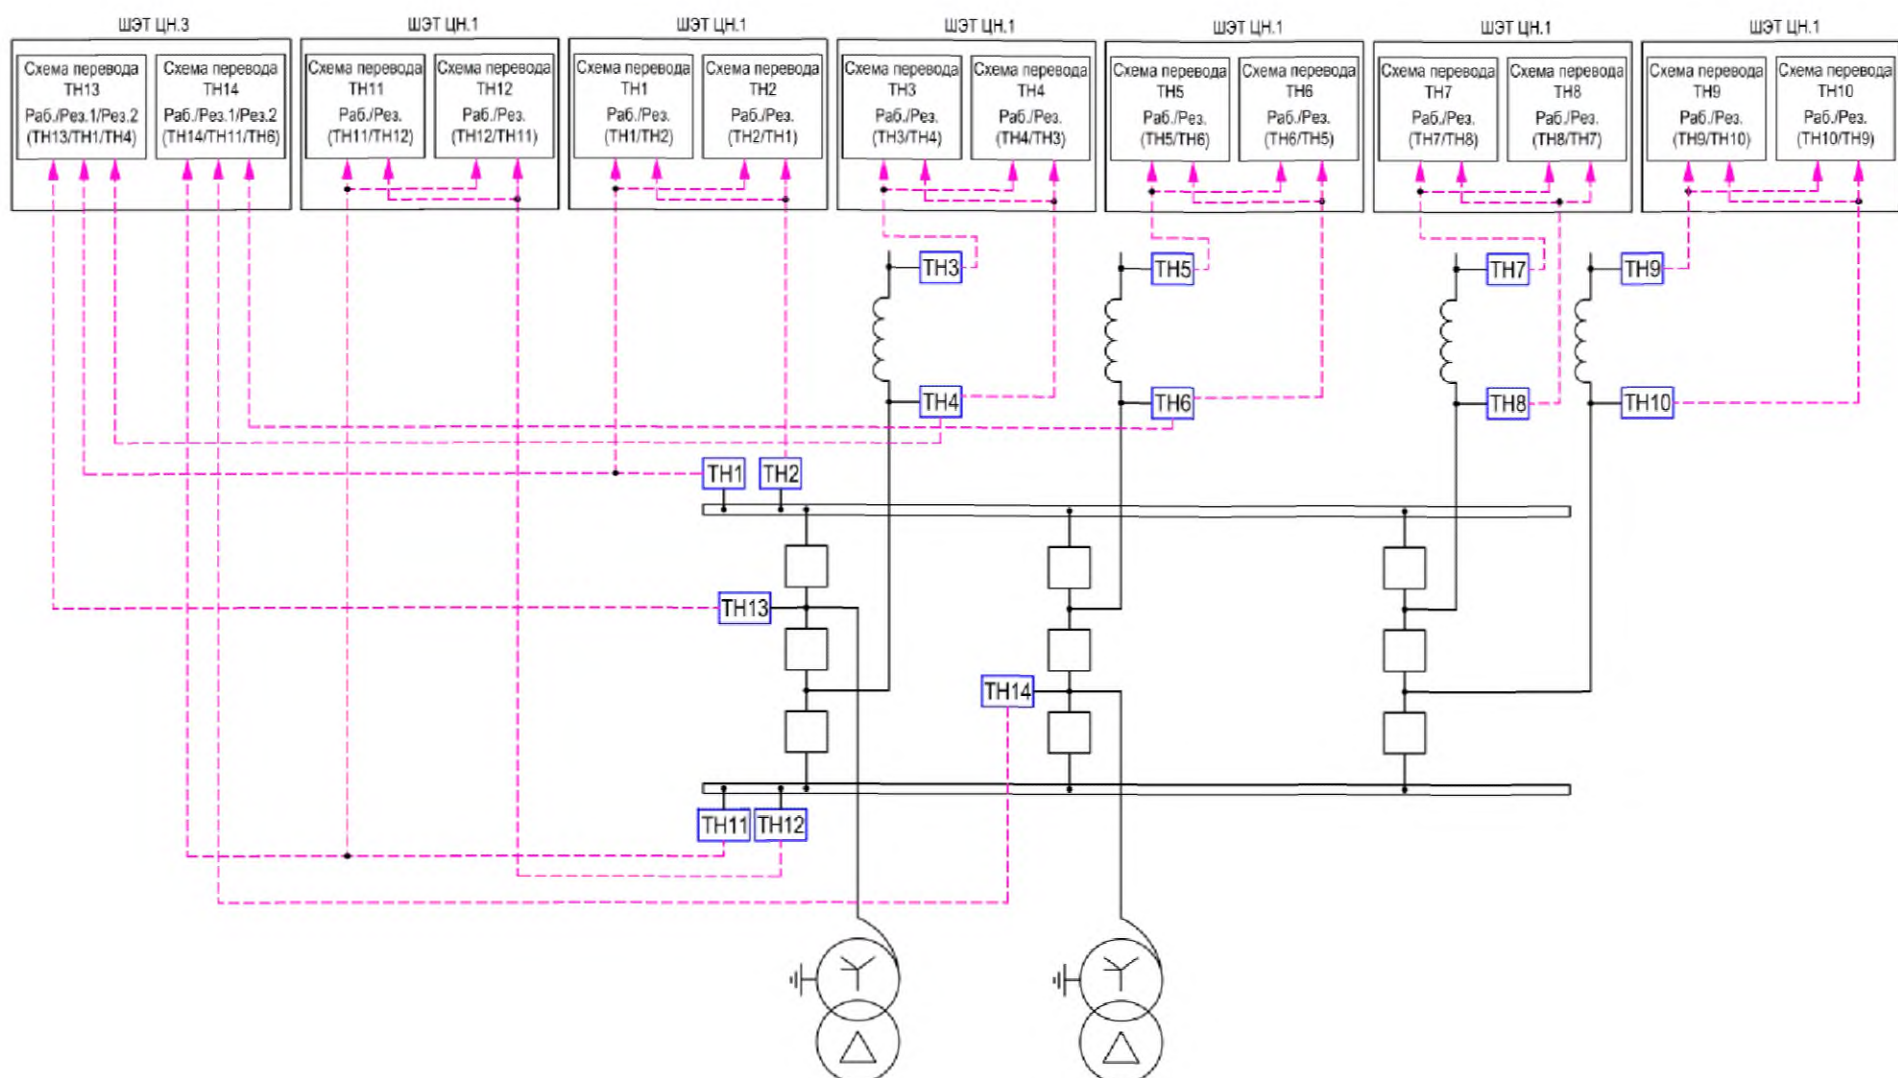 ШЭТ ЦН.3
ШЭТ ЦН.1
ШЭТ ЦН.1
ШЭТ ЦН.1
ШЭТ ЦН.1
ШЭТ ЦН.1
ШЭТ ЦН.1
Схема перевода
ТН13
Раб./Рез.1/Рез.2
(ТН13/ТН1/ТН4)
Схема перевода
ТН14
Раб./Рез.1/Рез.2
(ТН14/ТН11/ТН6)
Схема перевода
ТН11
Раб./Рез.
(ТН11/ТН12)
Схема перевода
ТН12
Раб./Рез.
(ТН12/ТН11)
Схема перевода
ТН1
Раб./Рез.
(ТН1/ТН2)
Схема перевода
ТН2
Раб./Рез.
(ТН2/ТН1)
Схема перевода
ТН3
Раб./Рез.
(ТН3/ТН4)
Схема перевода
ТН4
Раб./Рез.
(ТН4/ТН3)
Схема перевода
ТН5
Раб./Рез.
(ТН5/ТН6)
Схема перевода
ТН6
Раб./Рез.
(ТН6/ТН5)
Схема перевода
ТН7
Раб./Рез.
(ТН7/ТН8)
Схема перевода
ТН8
Раб./Рез.
(ТН8/ТН7)
Схема перевода
ТН9
Раб./Рез.
(ТН9/ТН10)
Схема перевода
ТН10
Раб./Рез.
(ТН10/ТН9)
ТН3
ТН5
ТН7
ТН9
ТН4
ТН6
ТН8
ТН10
ТН1
ТН2
ТН13
ТН14
ТН11
ТН12